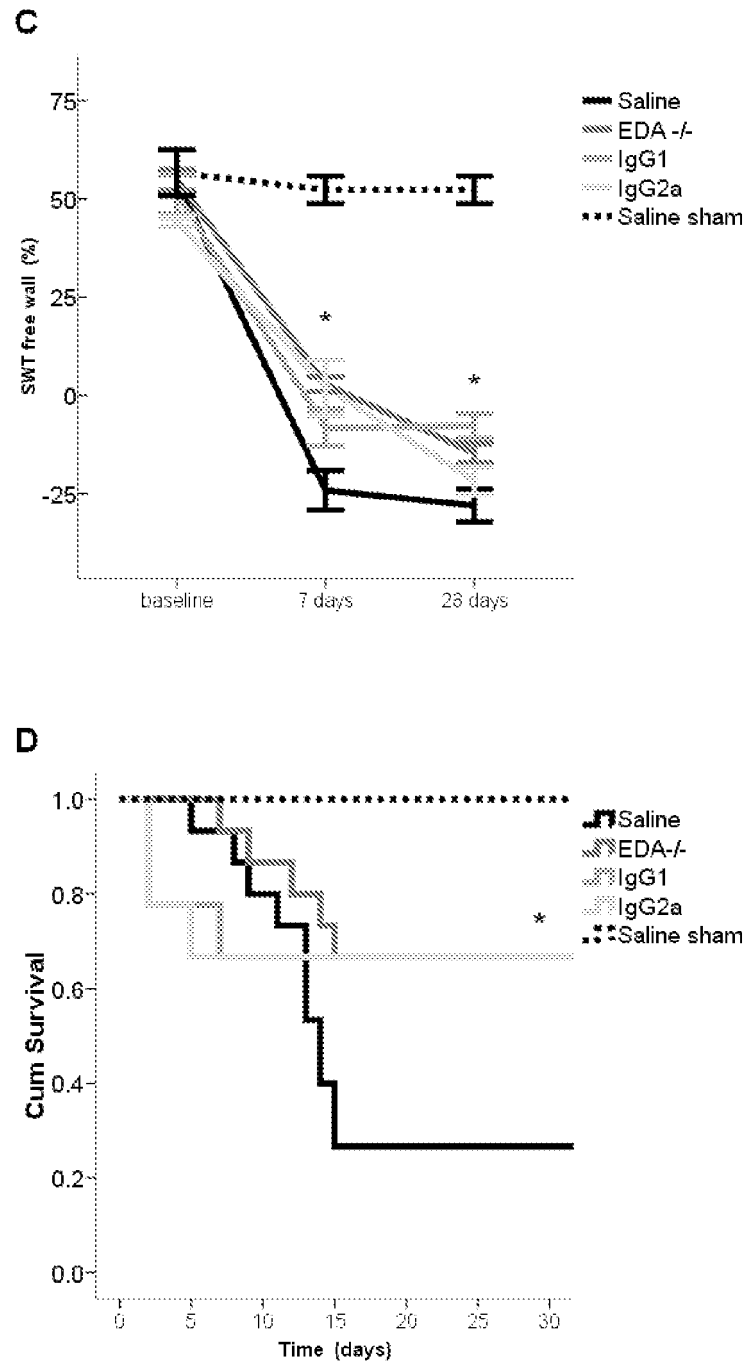 C
75
50
25
0
-25
SWT free wall (%)
baseline
7 days
28 days
*
*
Saline
EDA -/-
IgG1
IgG2a
Saline sham
D
1.0
0.8
0.6
0.4
0.2
0.0
Cum Survival
0
5
10
15
20
25
30
Time (days)
*
Saline
EDA-/-
IgG1
IgG2a
Saline sham